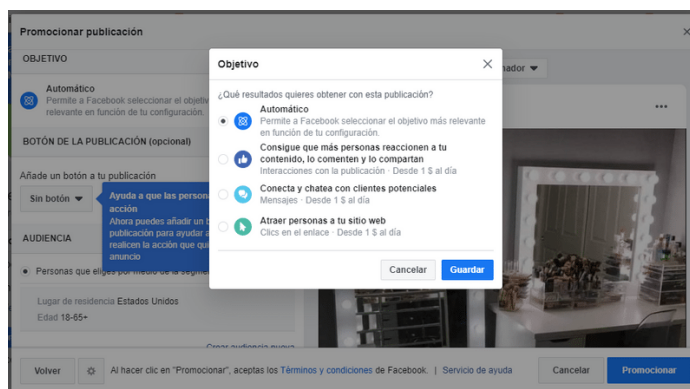 Promocionar publicación
OBJETIVO
Automático
Permite a Facebook seleccionar el objetiv
relevante en función de tu configuración.
BOTÓN DE LA PUBLICACIÓN (opcional)
Añade un botón a tu publicación
Sin botón
Ayuda a que las person
acción
Ahora puedes añadir un b
publicación para ayudar a
realicen la acción que qui
anuncio
AUDIENCIA
Personas que eliges por medio de la segmen
Lugar de residencia Estados Unidos
Edad 18-65+
Crear audiencia nueva
nador
Objetivo
¿Qué resultados quieres obtener con esta publicación?
Automático
Permite a Facebook seleccionar el objetivo más relevante
en función de tu configuración.
Consigue que más personas reaccionen a tu
contenido, lo comenten y lo compartan
Interacciones con la publicación · Desde 1 $ al día
Conecta y chatea con clientes potenciales
Mensajes · Desde 1 $ al día
Atraer personas a tu sitio web
Clics en el enlace · Desde 1 $ al día
Cancelar
Guardar
Volver
Al hacer clic en "Promocionar", aceptas los Términos y condiciones de Facebook. | Servicio de ayuda
Cancelar
Promocionar